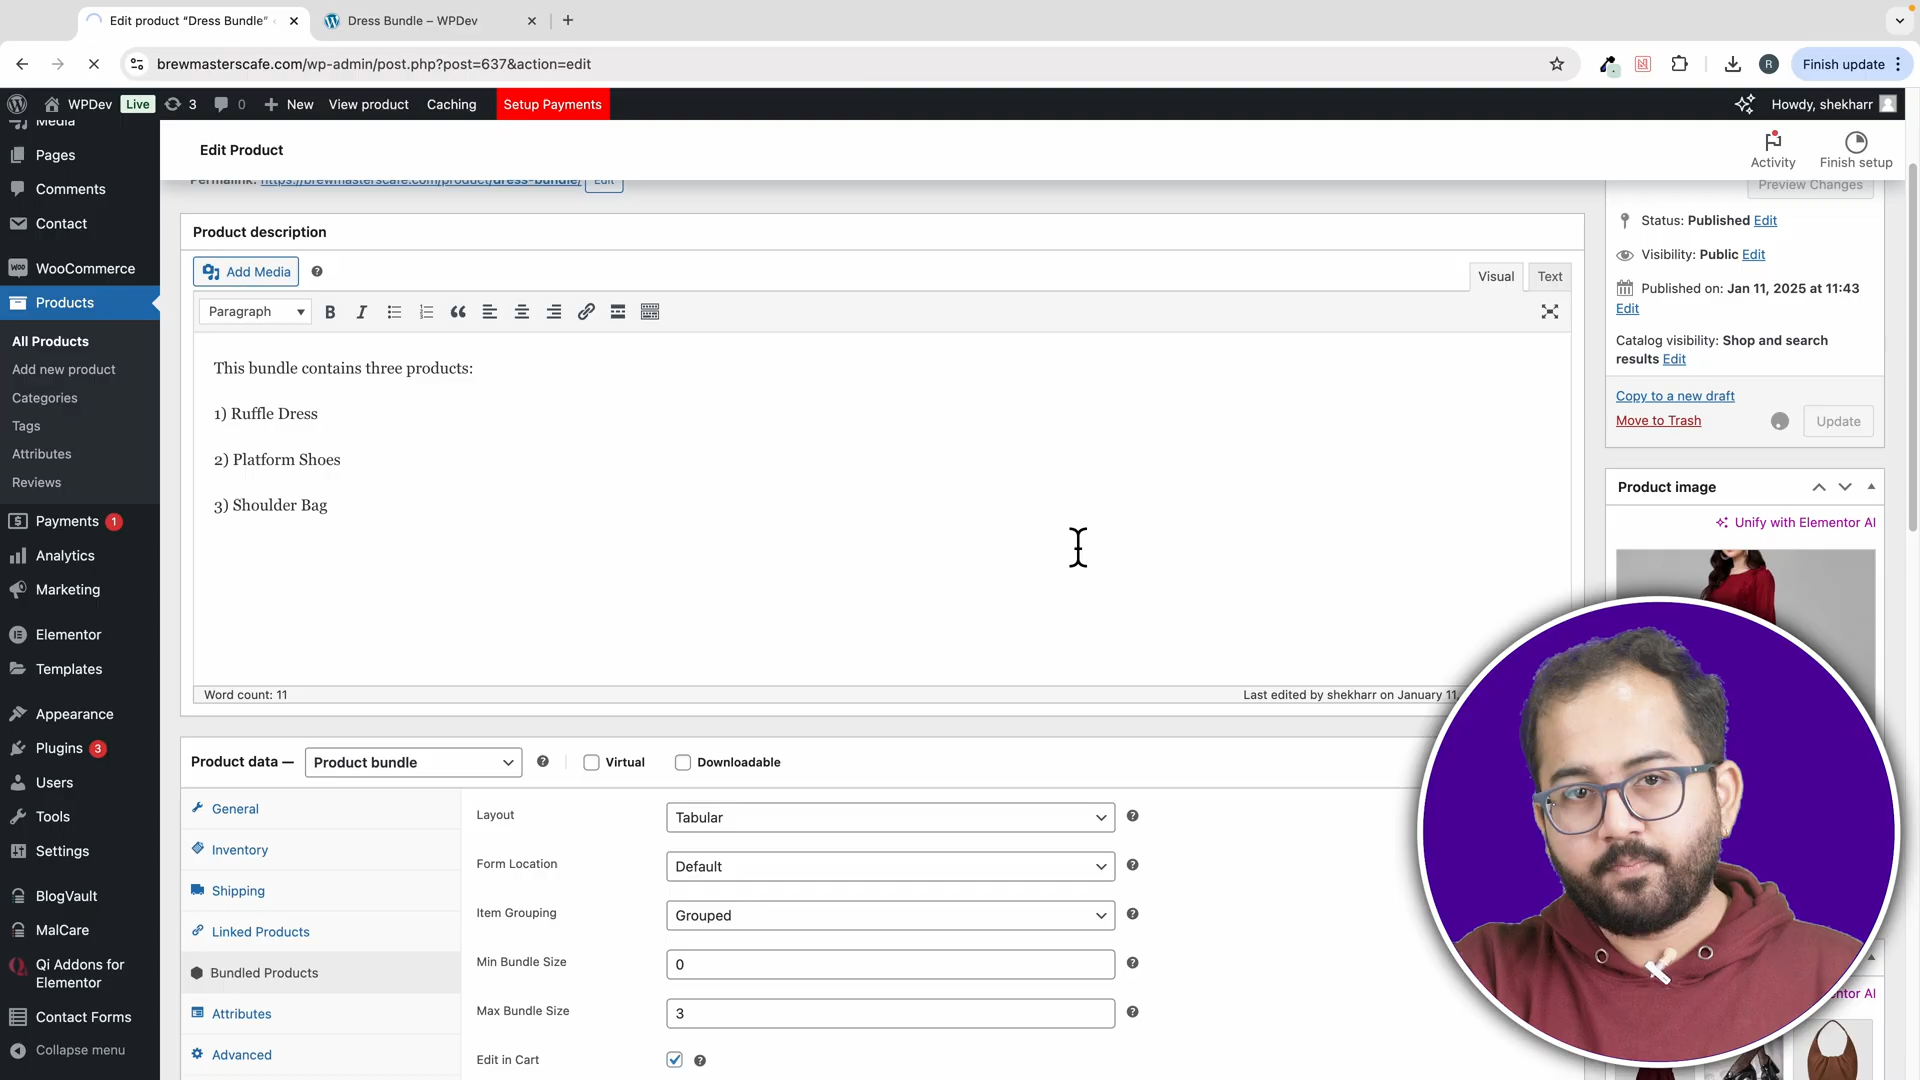 Edit product “Dress Bundle”
Dress Bundle – WPDev
brewmasterscafe.com/wp-admin/post.php?post=637&action=edit
R
Finish update
WPDev
Live
3
0
New
View product
Caching
Setup Payments
Howdy, shekharr
Media
Pages
Comments
Contact
WooCommerce
Products
All Products
Add new product
Categories
Tags
Attributes
Reviews
Payments 1
Analytics
Marketing
Elementor
Templates
Appearance
Plugins 3
Users
Tools
Settings
BlogVault
MalCare
Qi Addons for
Elementor
Contact Forms
Collapse menu
Edit Product
Activity
Finish setup
Permalink: https://brewmasterscafe.com/product/dress-bundle/ Edit
Product description
Add Media
Visual
Text
Paragraph
This bundle contains three products:
1) Ruffle Dress
2) Platform Shoes
3) Shoulder Bag
Word count: 11
Last edited by shekharr on January 11,
Product data —
Product bundle
Virtual
Downloadable
General
Inventory
Shipping
Linked Products
Bundled Products
Attributes
Advanced
Layout
Tabular
Form Location
Default
Item Grouping
Grouped
Min Bundle Size
0
Max Bundle Size
3
Edit in Cart
Preview Changes
Status: Published Edit
Visibility: Public Edit
Published on: Jan 11, 2025 at 11:43
Edit
Catalog visibility: Shop and search
results Edit
Copy to a new draft
Move to Trash
Update
Product image
Unify with Elementor AI
AI